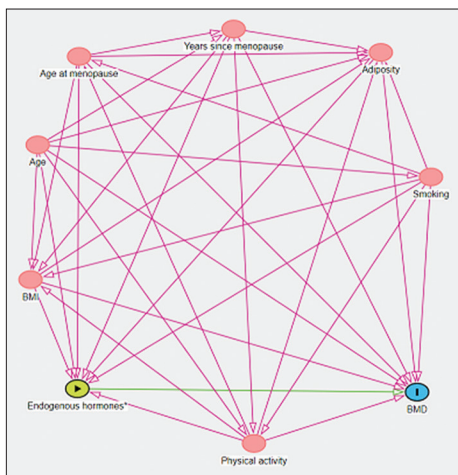 Years since menopause
Age at menopause
Adiposity
Age
Smoking
BMI
Endogenous hormones*
BMD
Physical activity